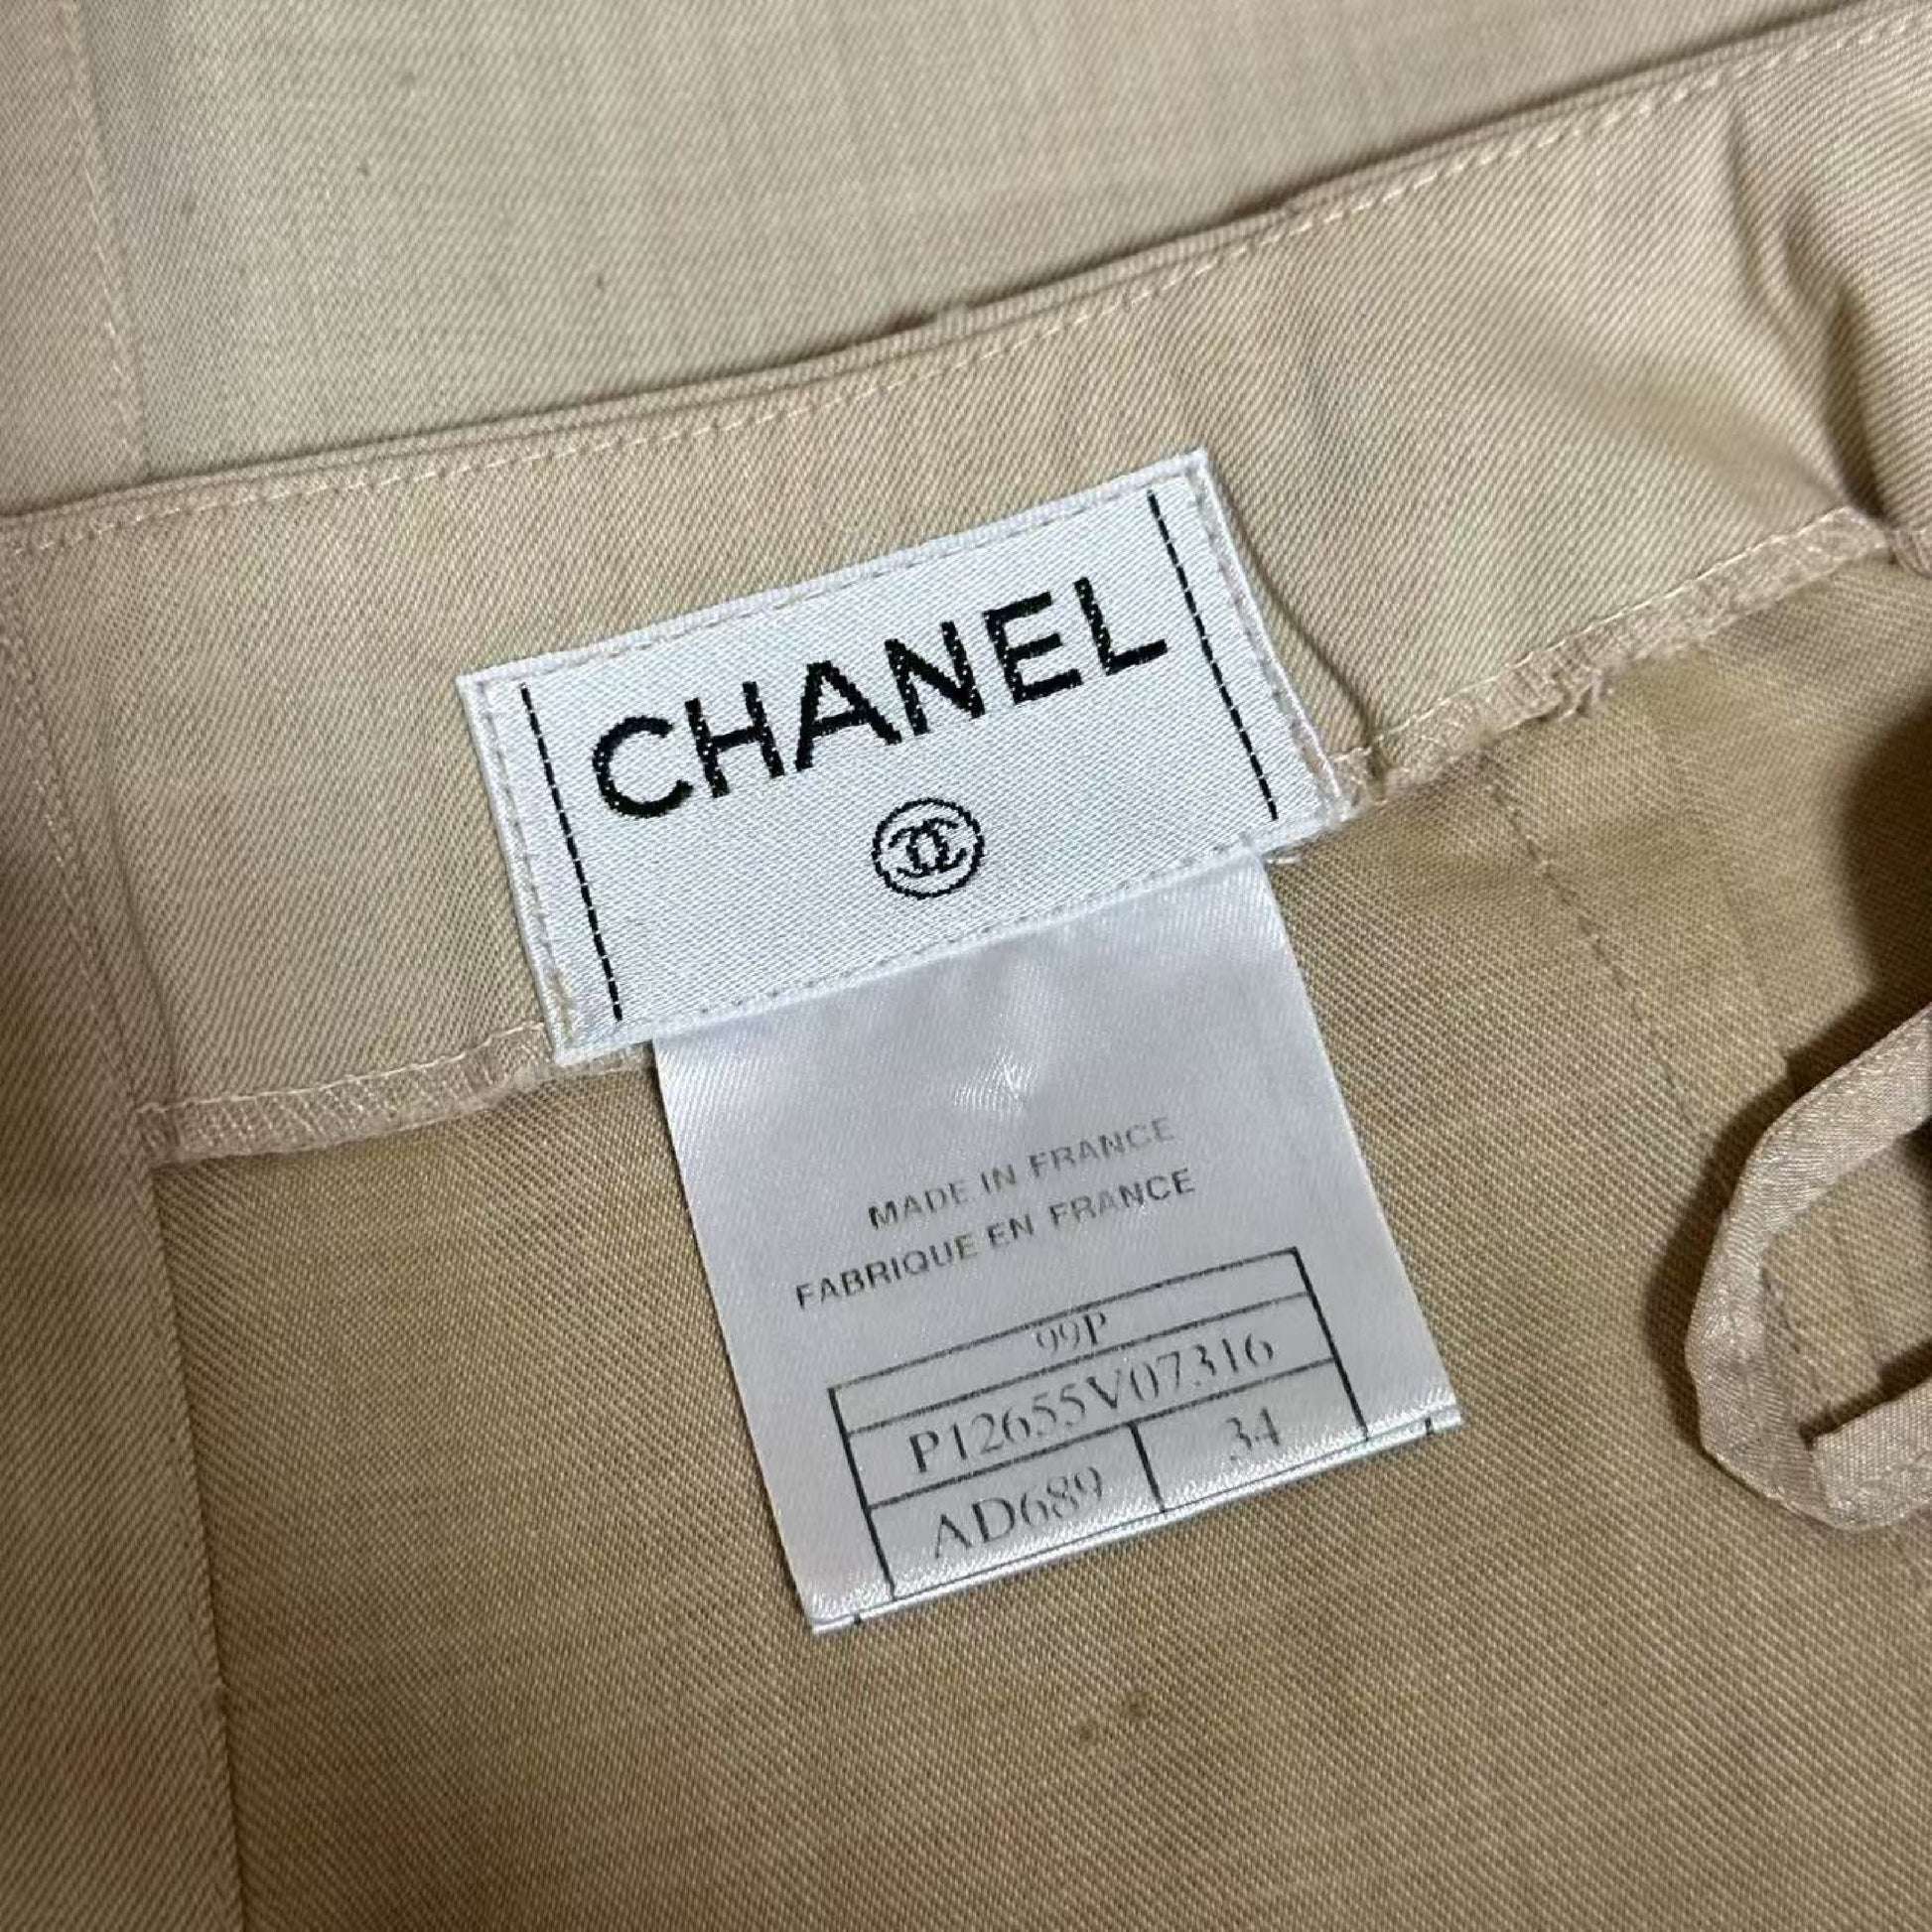 CHANEL
MADE IN FRANCE
FABRIQUE EN FRANCE
99P
P12655V07316
AD689 34